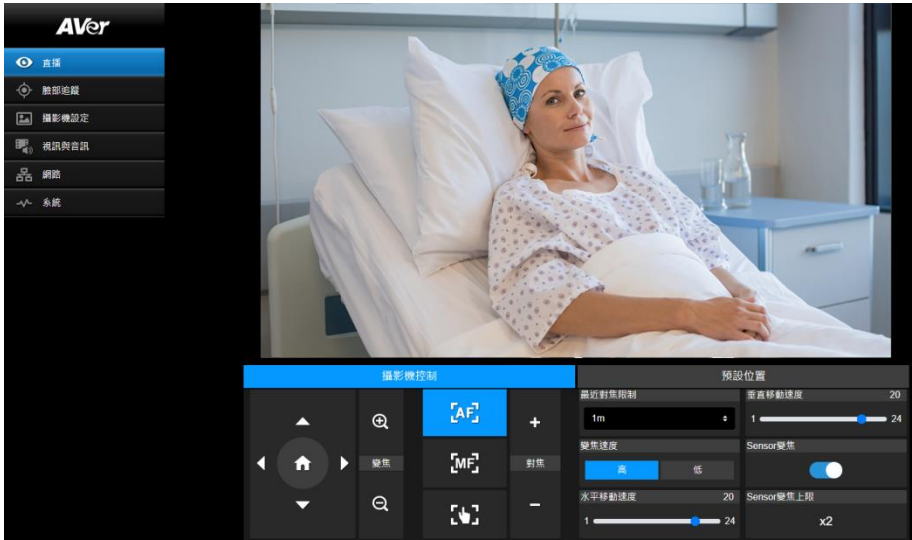 AVer
直播
臉部追蹤
攝影機設定
視訊與音訊
網路
系統
攝影機控制
預設位置
變焦
AF
MF
對焦
最近對焦限制
1m
變焦速度
高 低
水平移動速度 20
1 24
垂直移動速度 20
1 24
Sensor變焦
Sensor變焦上限
x2